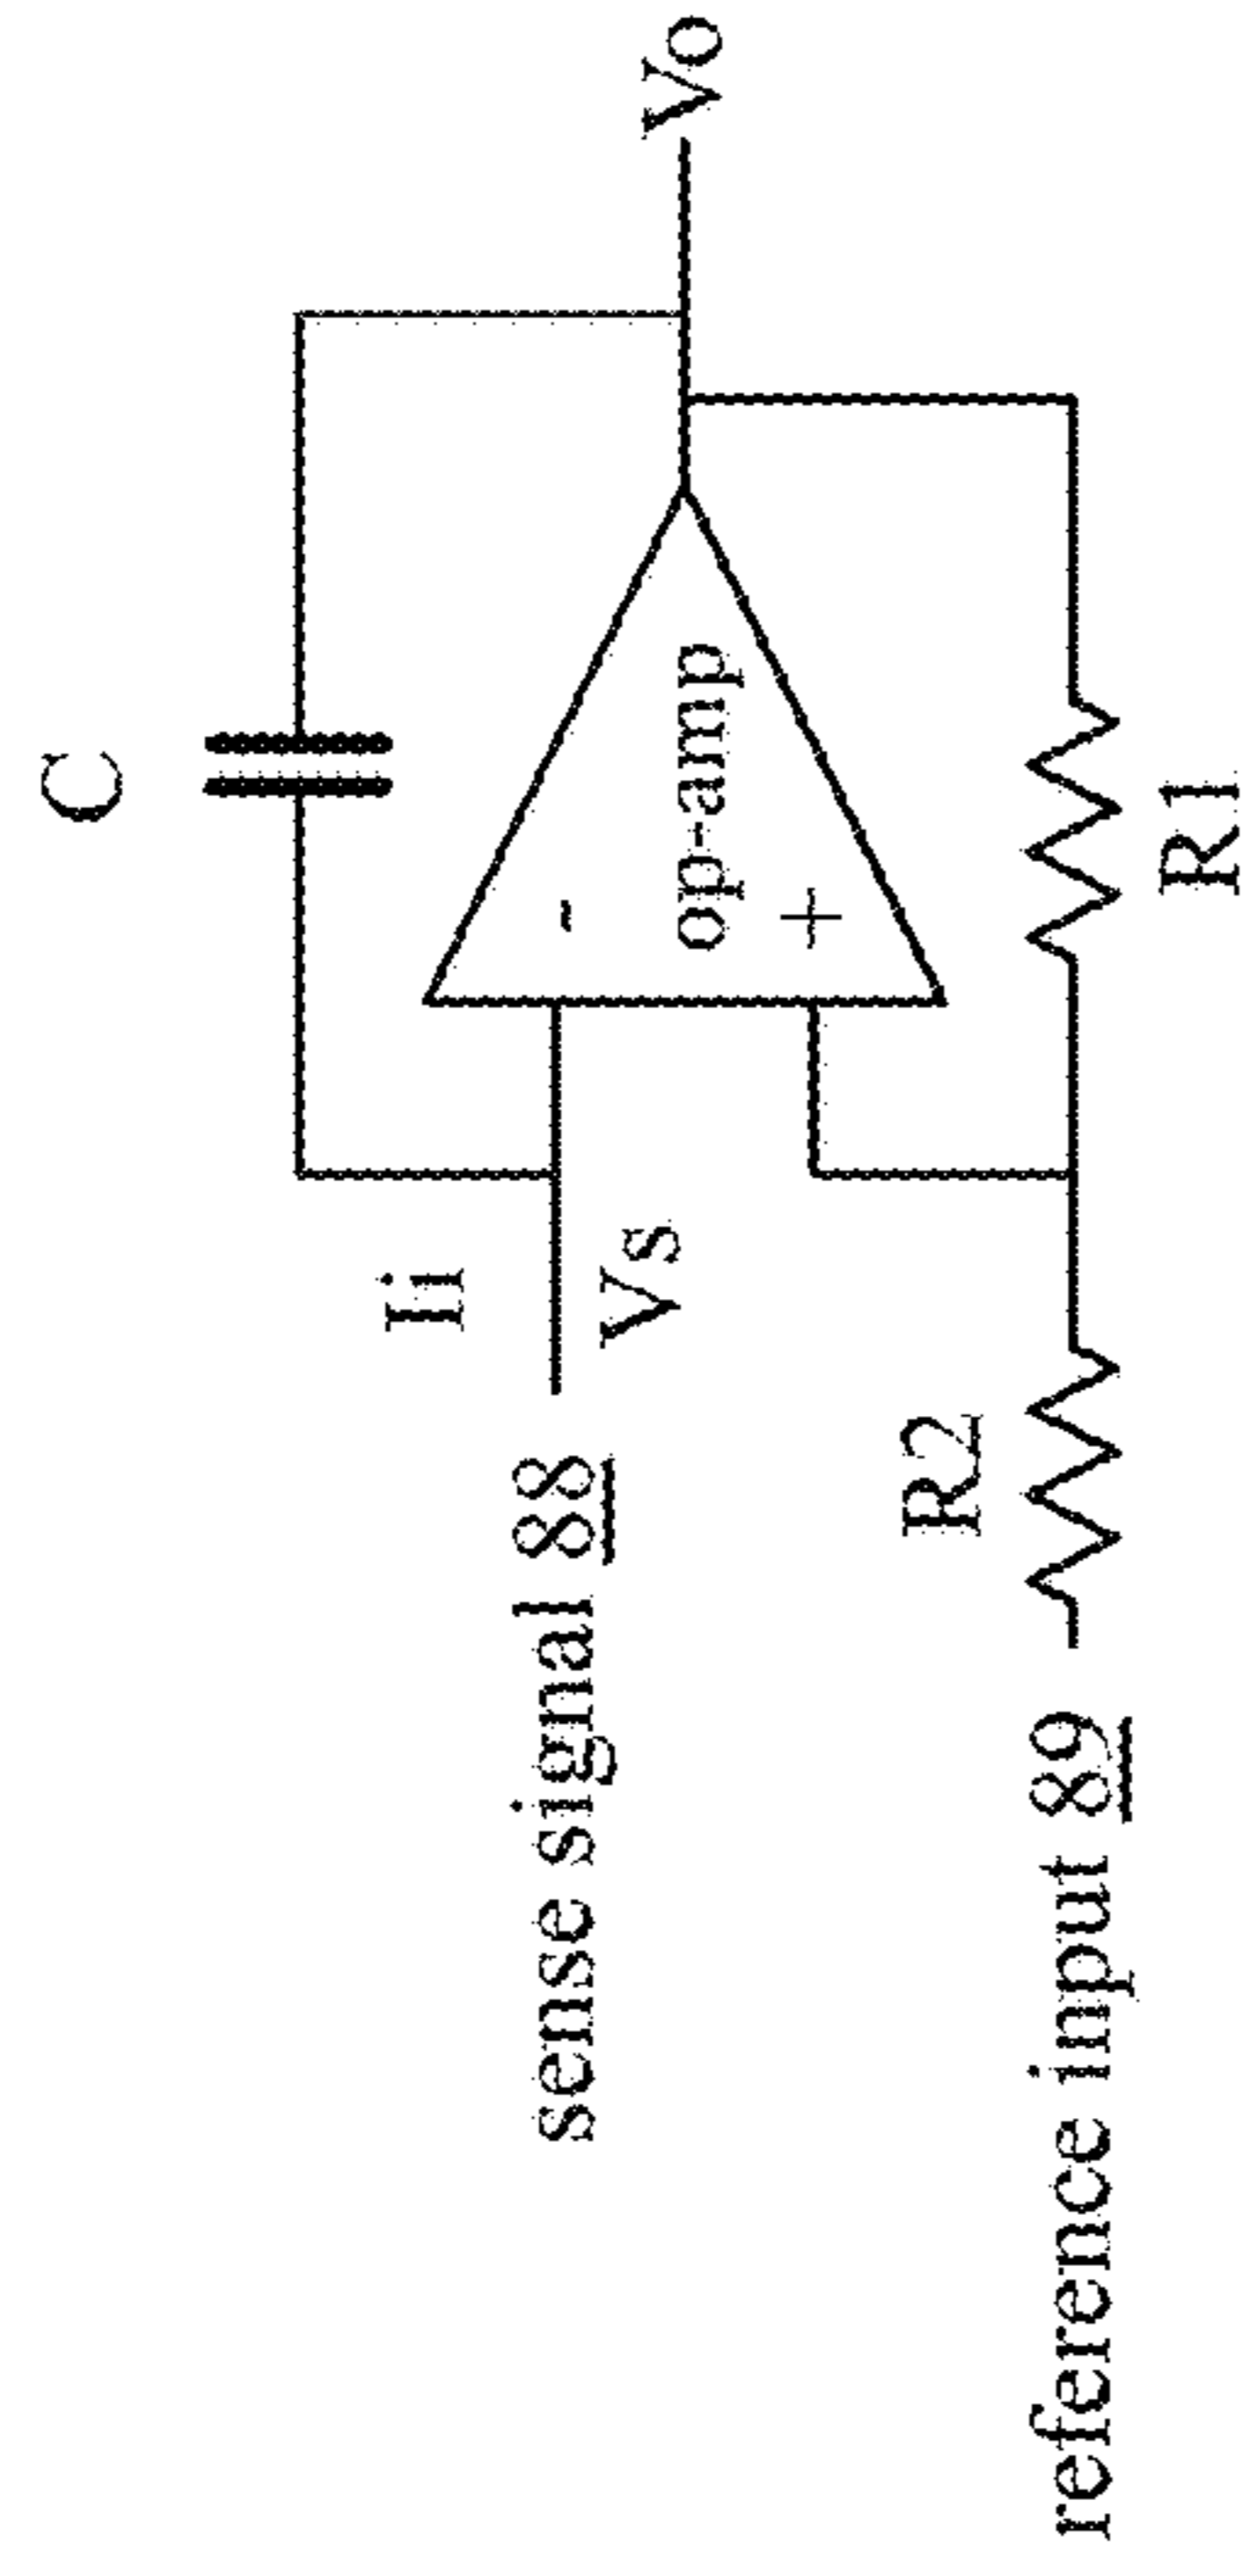 C
Ii
sense signal 88
Vs
-
op-amp
+
Vo
R2
reference input 89
R1